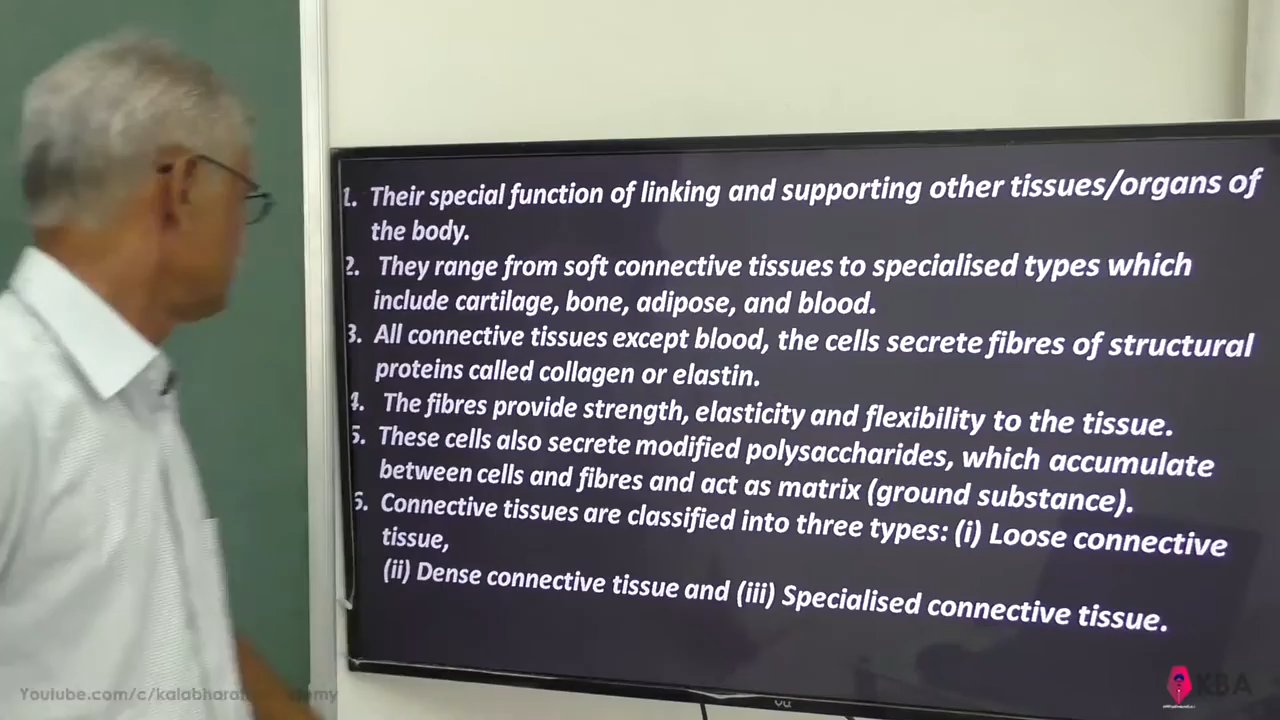 1. Their special function of linking and supporting other tissues/organs of
the body.
2. They range from soft connective tissues to specialised types which
include cartilage, bone, adipose, and blood.
3. All connective tissues except blood, the cells secrete fibres of structural
proteins called collagen or elastin.
4. The fibres provide strength, elasticity and flexibility to the tissue.
5. These cells also secrete modified polysaccharides, which accumulate
between cells and fibres and act as matrix (ground substance).
6. Connective tissues are classified into three types: (i) Loose connective
tissue,
(ii) Dense connective tissue and (iii) Specialised connective tissue.
KBA